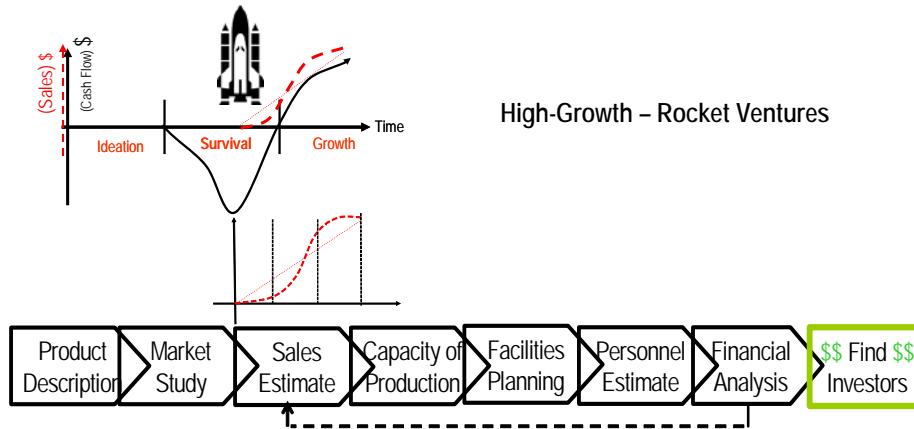 (Sales) $
(Cash Flow) $
Time
Ideation
Survival
Growth
High-Growth – Rocket Ventures
Product
Description
Market
Study
Sales
Estimate
Capacity of
Production
Facilities
Planning
Personnel
Estimate
Financial
Analysis
$$ Find $$
Investors